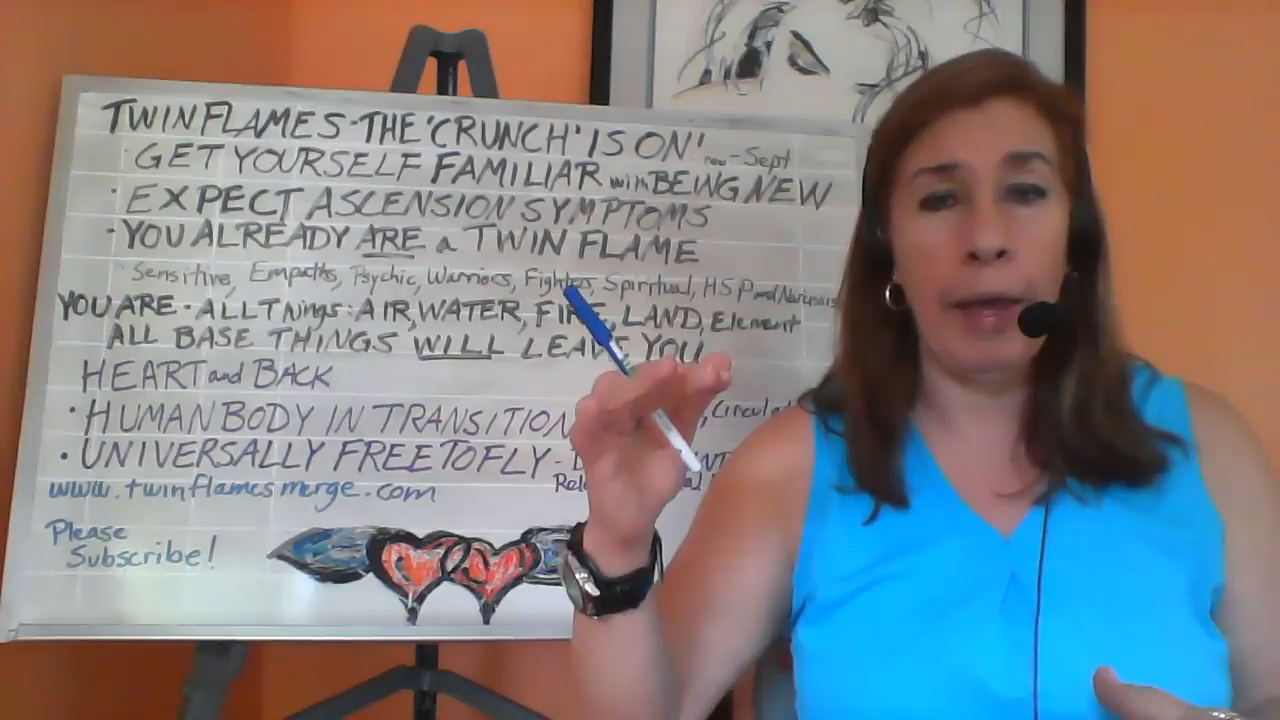 TWIN FLAMES - THE 'CRUNCH' IS ON! now - Sept
· GET YOURSELF FAMILIAR with BEING NEW
· EXPECT ASCENSION SYMPTOMS
· YOU ALREADY ARE a TWIN FLAME
· Sensitive, Empaths, Psychic, Warriors, Fighters, Spiritual, HSP and
YOU ARE · ALL Things: AIR, WATER, FIRE, LAND, Element
ALL BASE THINGS WILL LEAVE YOU
HEART and BACK
· HUMAN BODY IN TRANSITION
· UNIVERSALLY FREE TO FLY -
www.twinflamesmerge.com
Please
Subscribe!